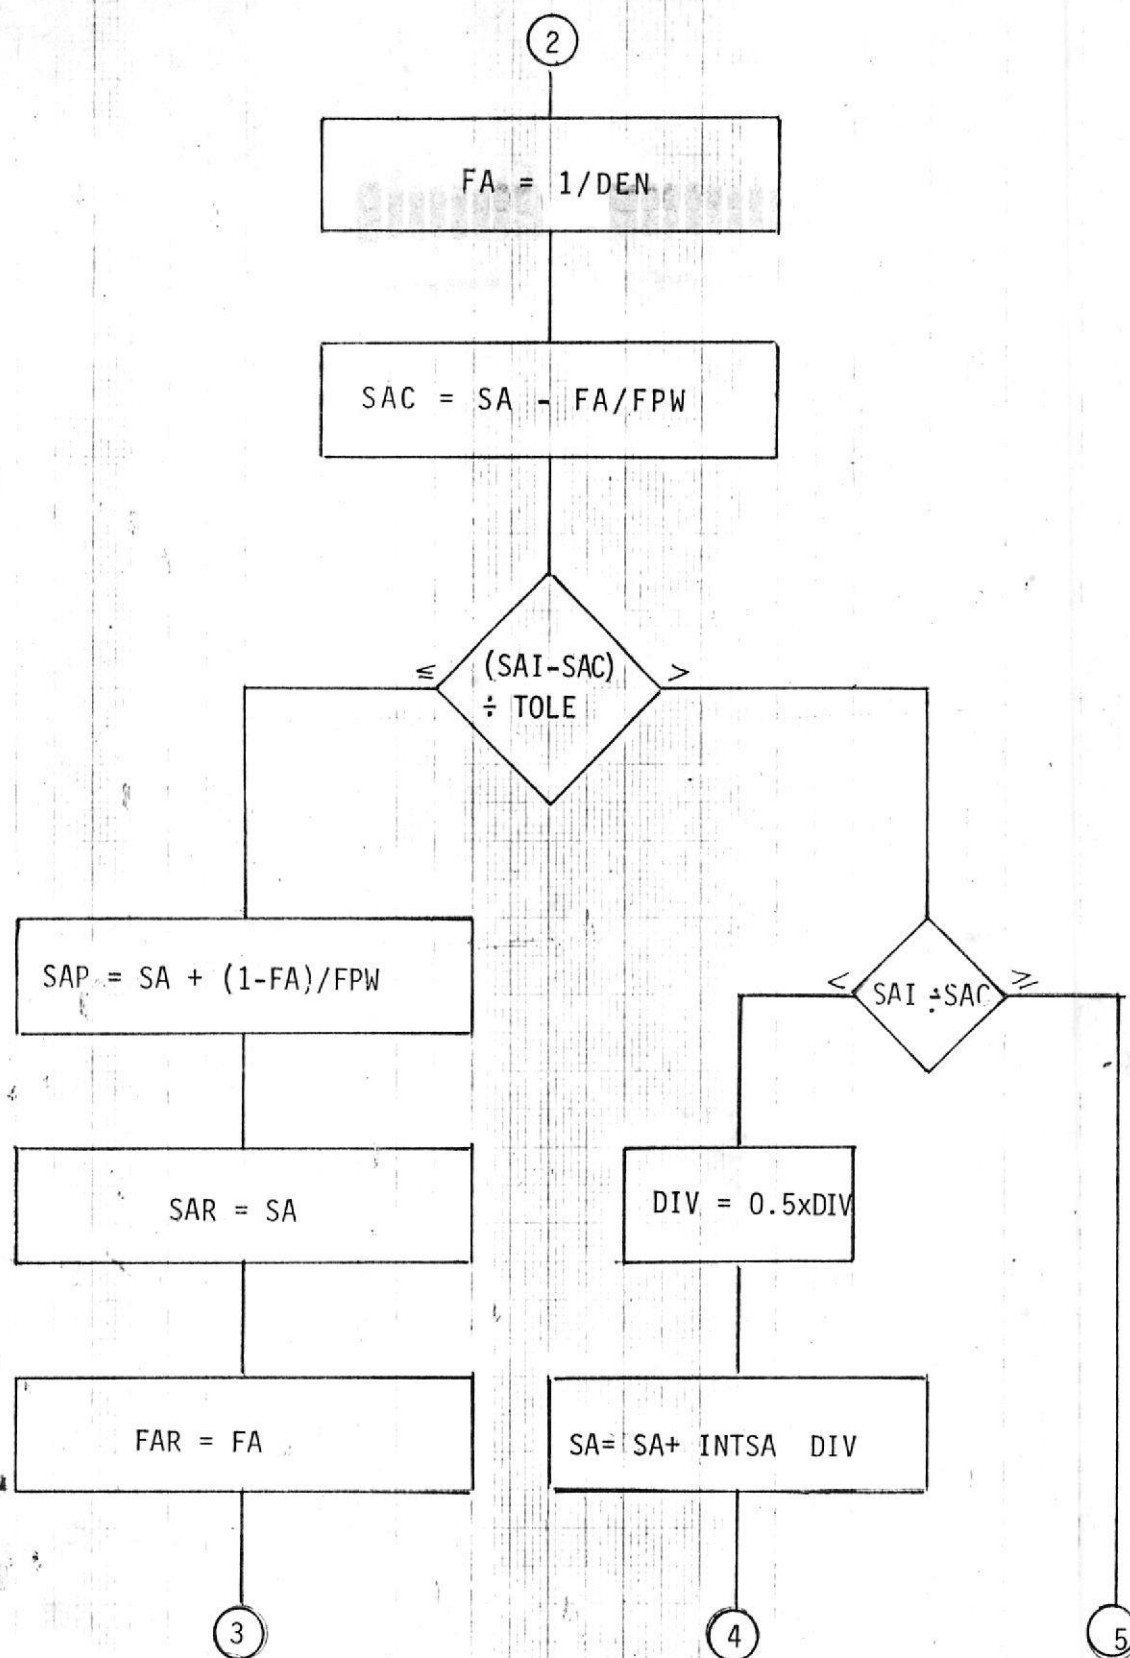 2
FA = 1/DEN
SAC = SA - FA/FPW
≤
(SAI-SAC)
÷ TOLE
>
SAP = SA + (1-FA)/FPW
<
SAI ÷ SAC
≥
SAR = SA
DIV = 0.5xDIV
FAR = FA
SA= SA+ INTSA DIV
3
4
5